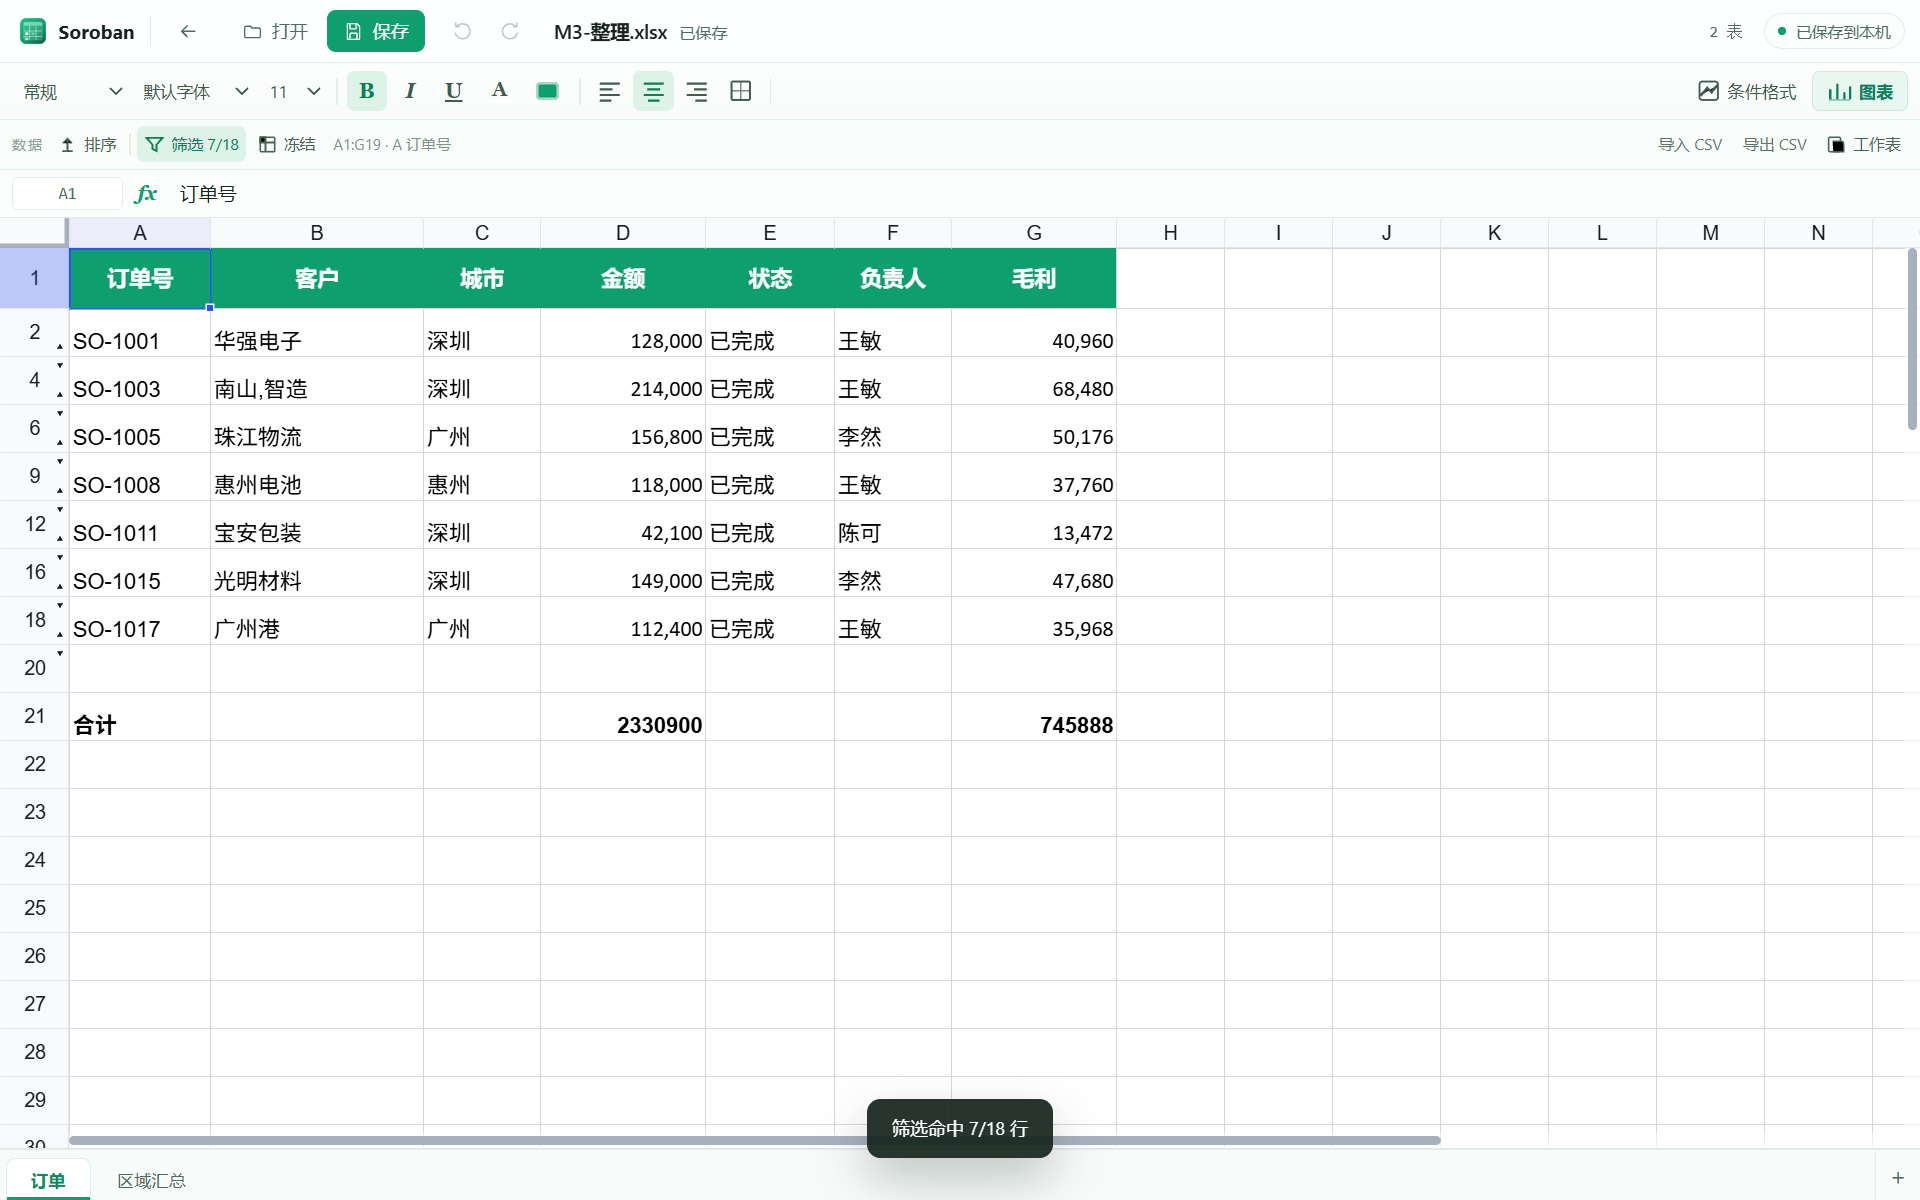 Soroban
打开
保存
M3-整理.xlsx 已保存
2 表
已保存到本机
常规
默认字体
11
B I U A
条件格式
图表
数据
排序
筛选 7/18
冻结
A1:G19 · A 订单号
导入 CSV
导出 CSV
工作表
A1
fx
订单号
A B C D E F G H I J K L M N
1 订单号 客户 城市 金额 状态 负责人 毛利
2 SO-1001 华强电子 深圳 128,000 已完成 王敏 40,960
4 SO-1003 南山,智造 深圳 214,000 已完成 王敏 68,480
6 SO-1005 珠江物流 广州 156,800 已完成 李然 50,176
9 SO-1008 惠州电池 惠州 118,000 已完成 王敏 37,760
12 SO-1011 宝安包装 深圳 42,100 已完成 陈可 13,472
16 SO-1015 光明材料 深圳 149,000 已完成 李然 47,680
18 SO-1017 广州港 广州 112,400 已完成 王敏 35,968
20
21 合计 2330900 745888
22
23
24
25
26
27
28
29
30
筛选命中 7/18 行
订单
区域汇总
+